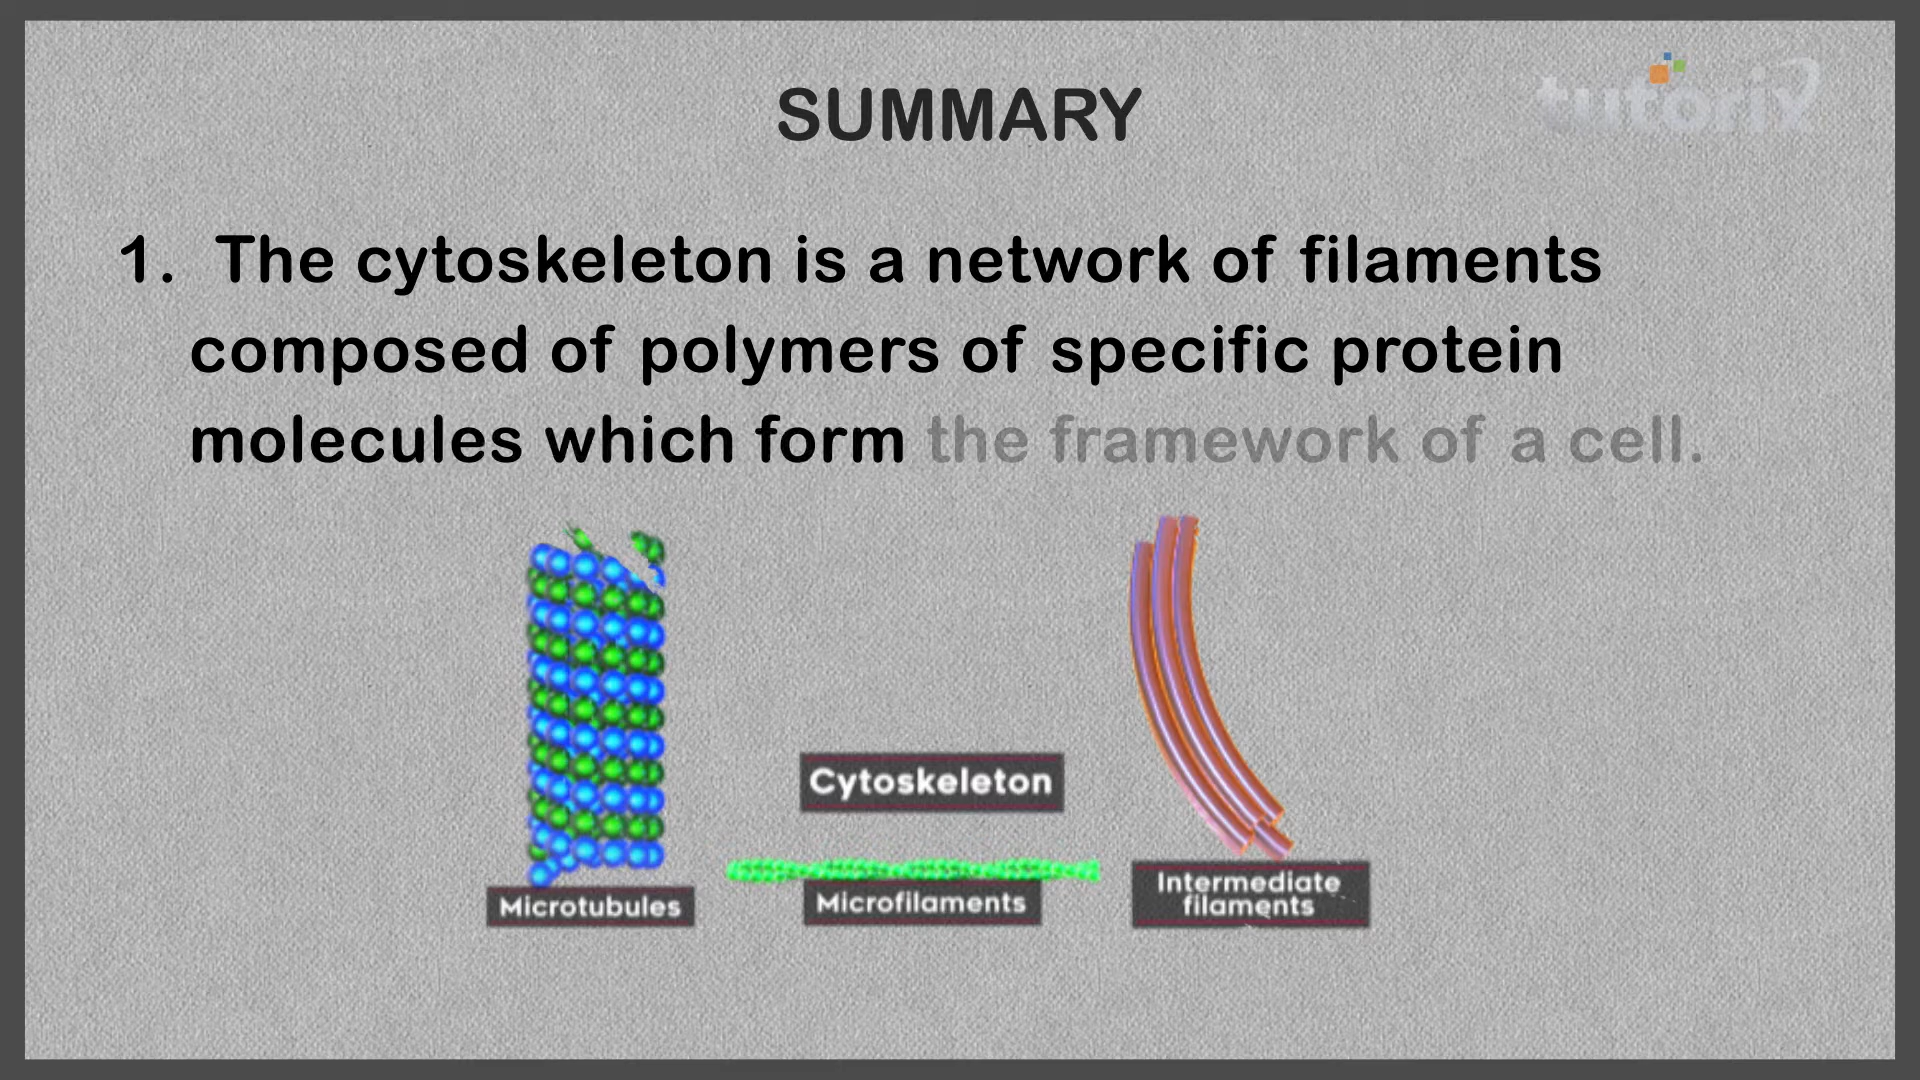 SUMMARY
tutorix
1. The cytoskeleton is a network of filaments
composed of polymers of specific protein
molecules which form the framework of a cell.
Cytoskeleton
Microtubules
Microfilaments
Intermediate
filaments